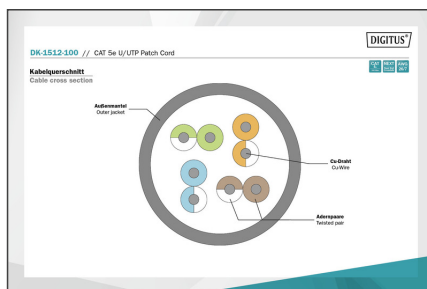 DIGITUS®
DK-1512-100 // CAT 5e U/UTP Patch Cord
Kabelquerschnitt
Cable cross section
Außenmantel
Outer jacket
Cu-Draht
Cu-Wire
Aderspaare
Twisted pair